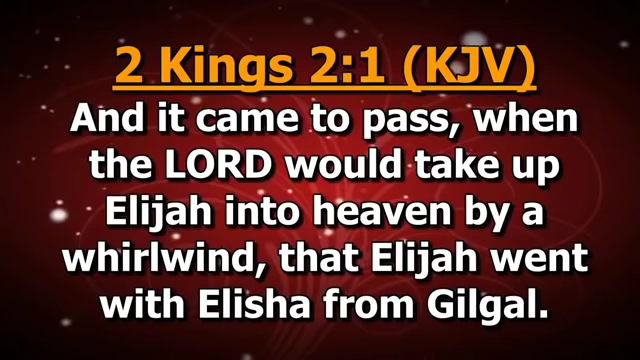 2 Kings 2:1 (KJV)
And it came to pass, when
the LORD would take up
Elijah into heaven by a
whirlwind, that Elijah went
with Elisha from Gilgal.